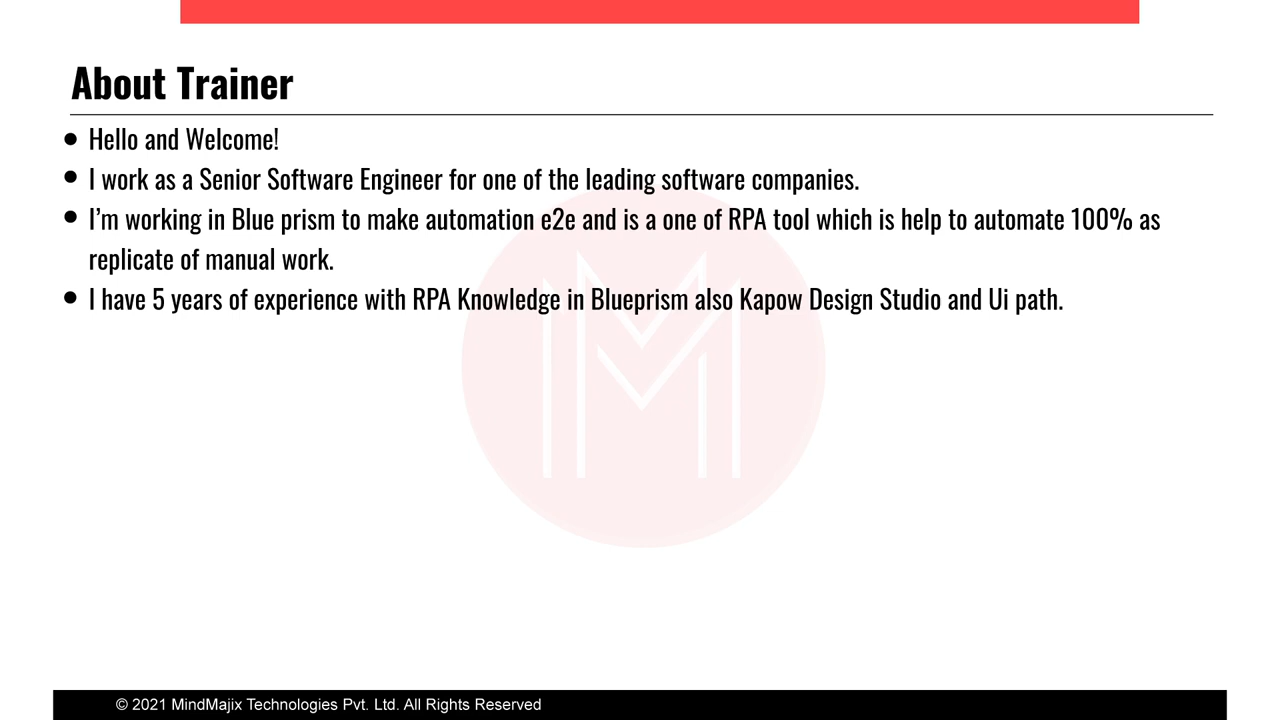 About Trainer
● Hello and Welcome!
● I work as a Senior Software Engineer for one of the leading software companies.
● I’m working in Blue prism to make automation e2e and is a one of RPA tool which is help to automate 100% as
replicate of manual work.
● I have 5 years of experience with RPA Knowledge in Blueprism also Kapow Design Studio and Ui path.
© 2021 MindMajix Technologies Pvt. Ltd. All Rights Reserved